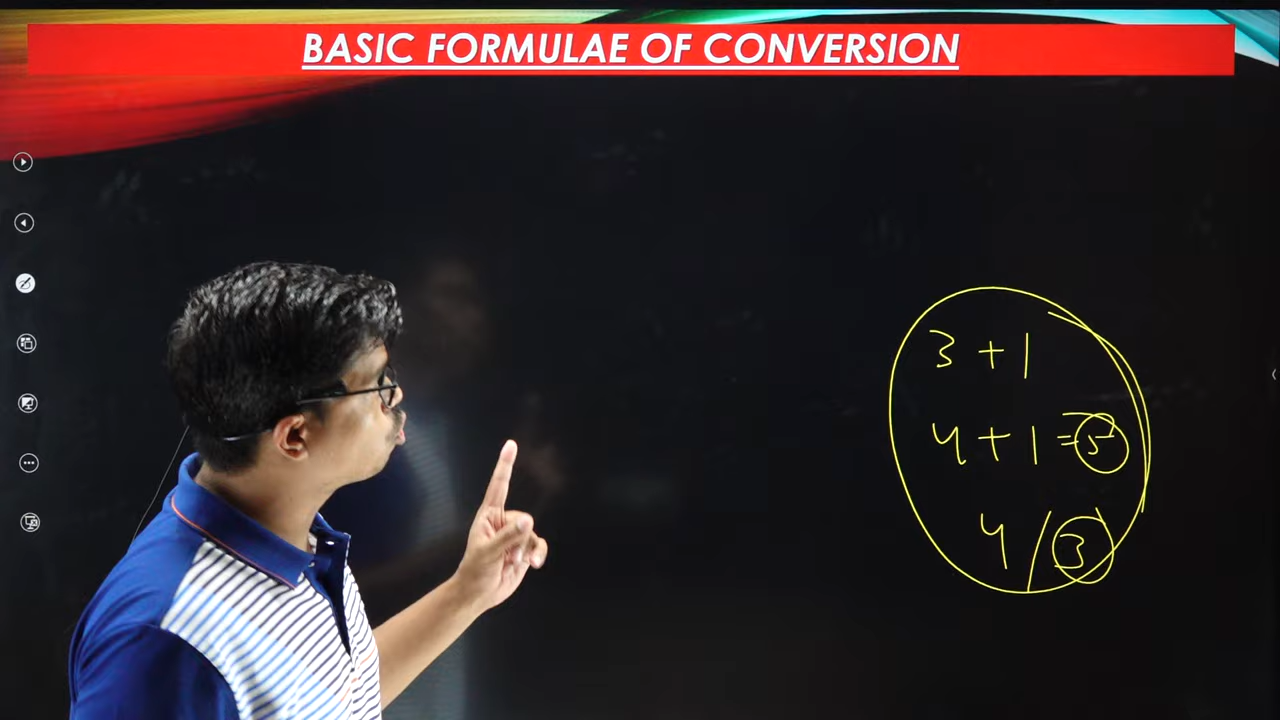 BASIC FORMULAE OF CONVERSION
3 + 1
4 + 1 = 5
4 / 3